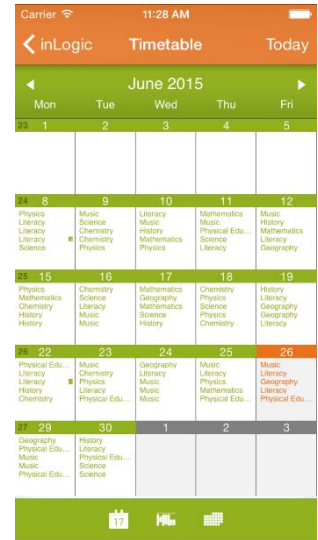 Carrier 11:28 AM
inLogic Timetable Today
June 2015
Mon Tue Wed Thu Fri
23 1 2 3 4 5
24 8 9 10 11 12
Physics Music Literacy Mathematics Music
Literacy Science Music Music History
Literacy Chemistry History Physical Edu... Mathematics
Literacy Chemistry Mathematics Science Literacy
Science Physics Physics Literacy Geography
25 15 16 17 18 19
Physics Chemistry Mathematics Chemistry History
Mathematics Science Geography Physics Literacy
Chemistry Literacy Mathematics Science Geography
History Music Science Physics Geography
History Music History Chemistry Literacy
26 22 23 24 25 26
Physical Edu... Music Geography Music Music
Literacy Chemistry Literacy Literacy Literacy
Literacy Physics Music Physics Geography
History Literacy Music Mathematics Literacy
Chemistry Physical Edu... Music Physical Edu... Physical Edu...
27 29 30 1 2 3
Geography History
Physical Edu... Literacy
Music Physical Edu...
Music Science
Physical Edu... Science
17